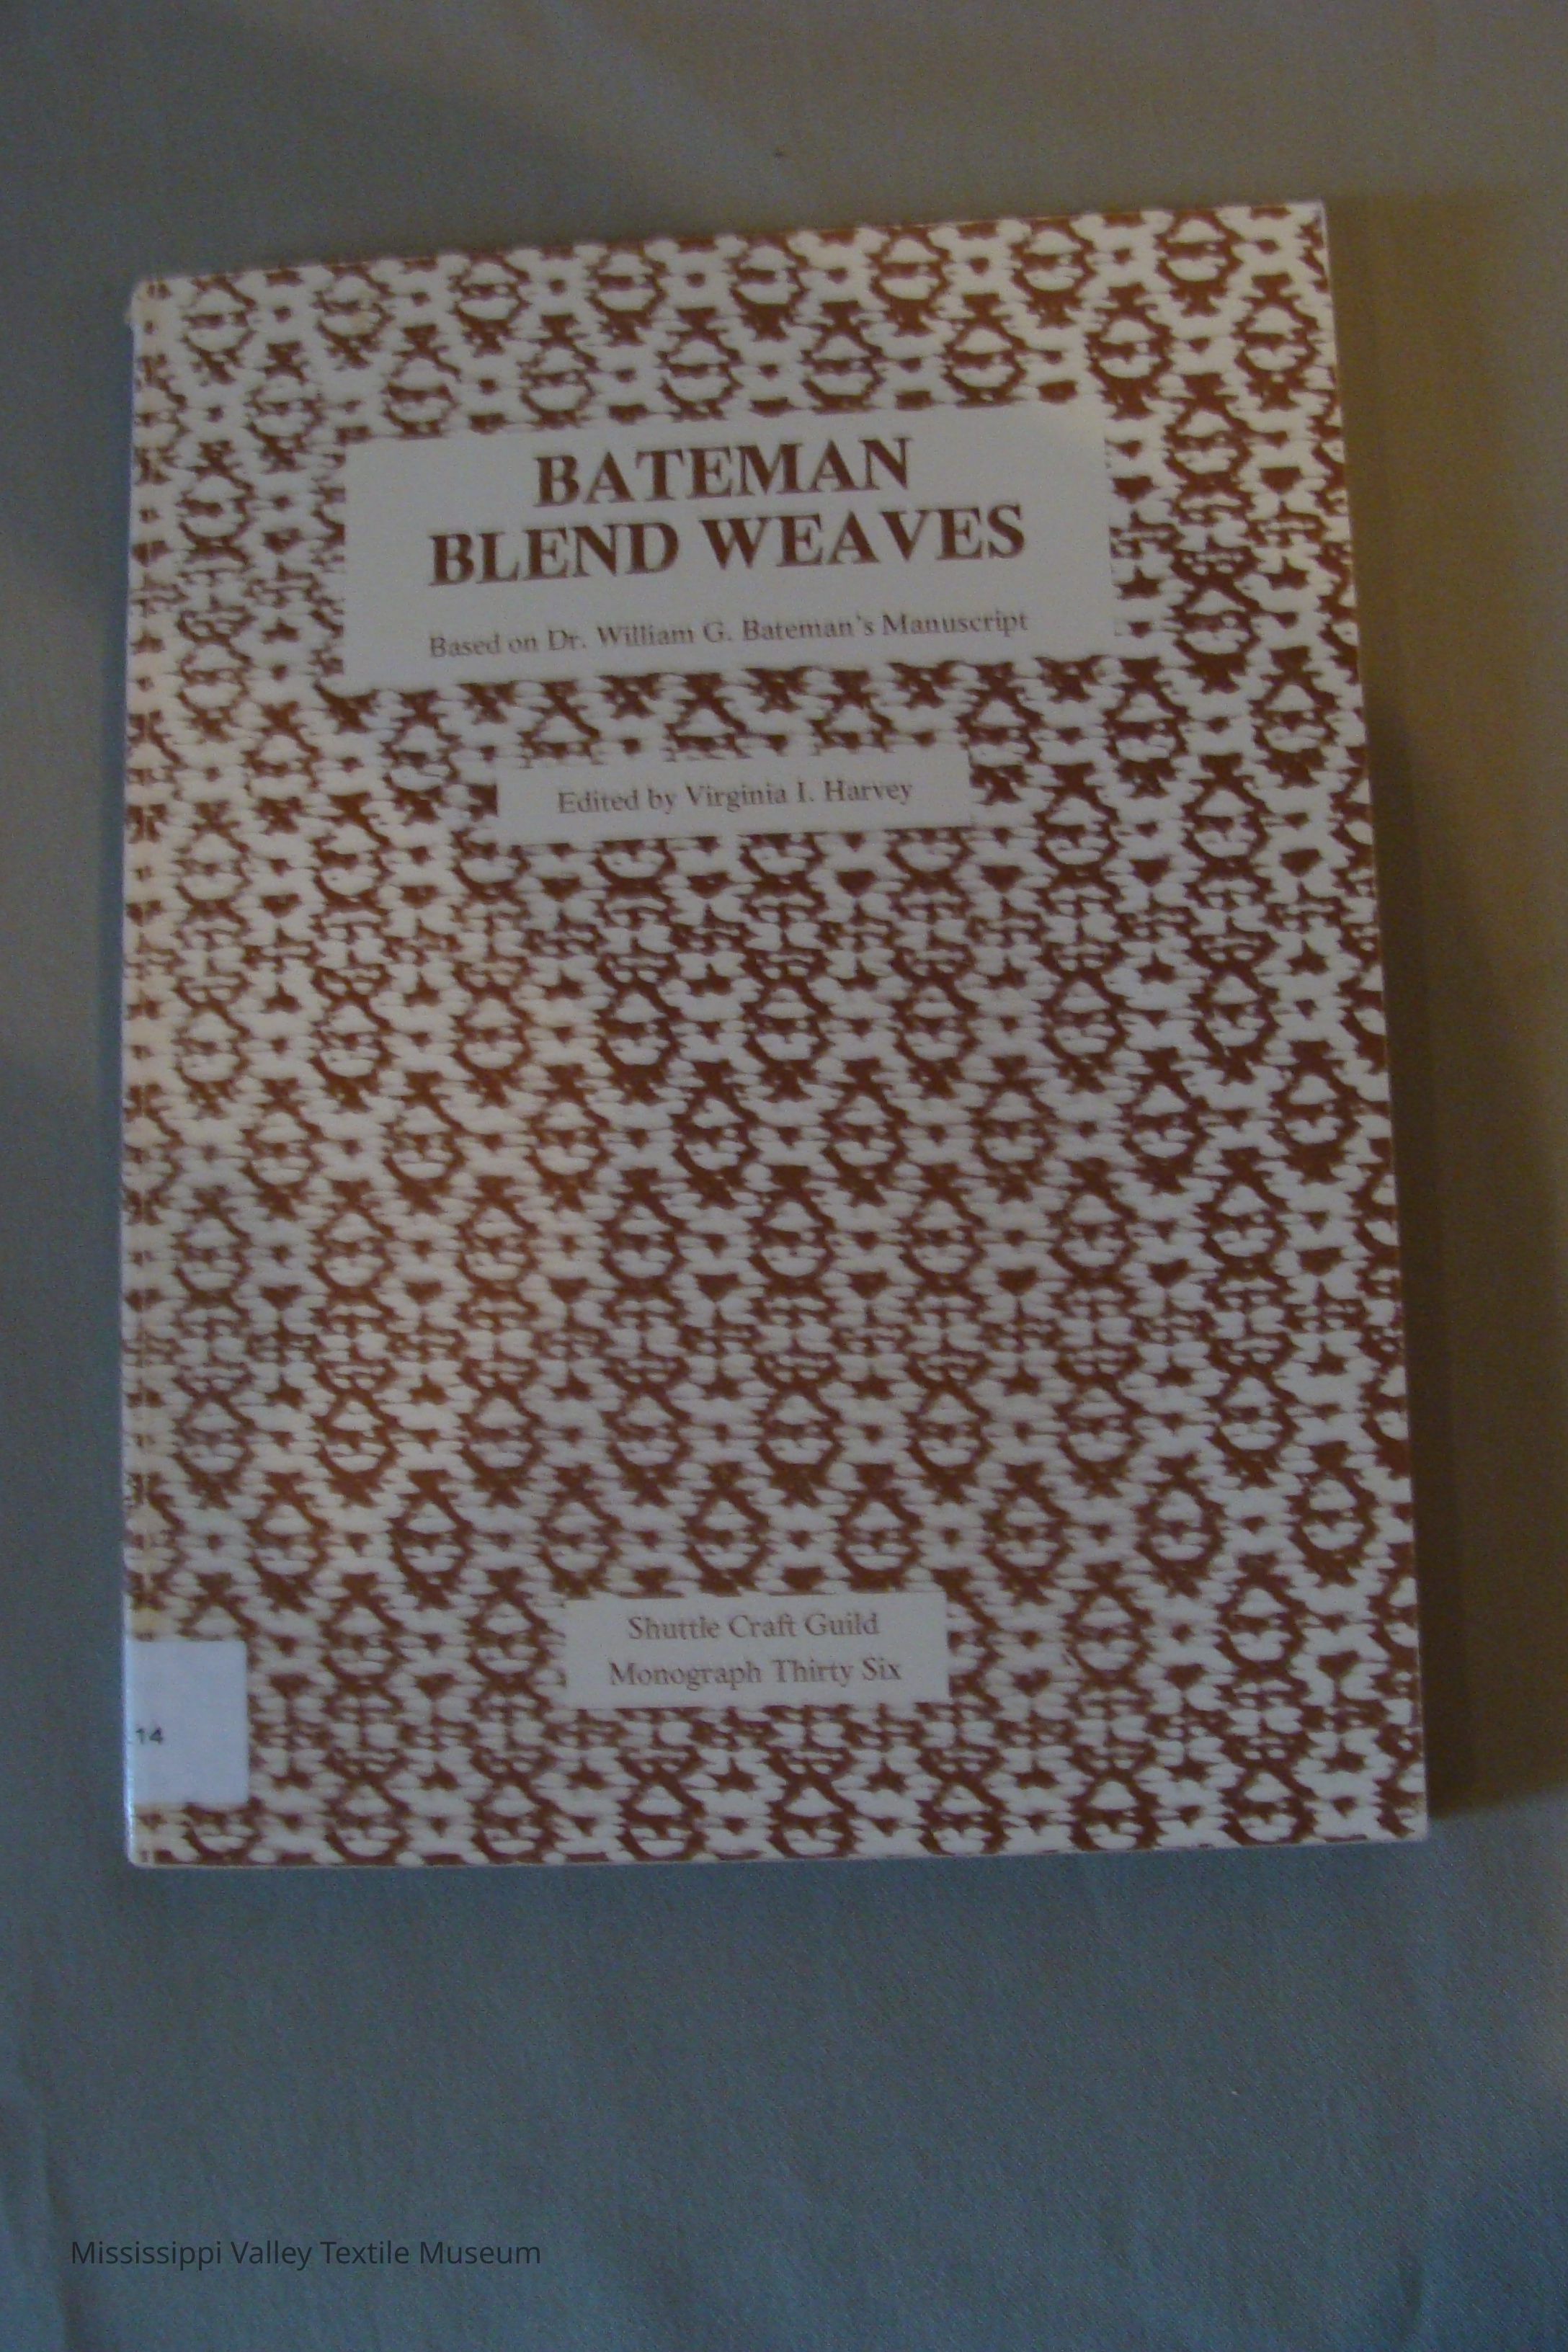 BATEMAN
BLEND WEAVES
Based on Dr. William G. Bateman's Manuscript
Edited by Virginia I. Harvey
Shuttle Craft Guild
Monograph Thirty Six
14
Mississippi Valley Textile Museum